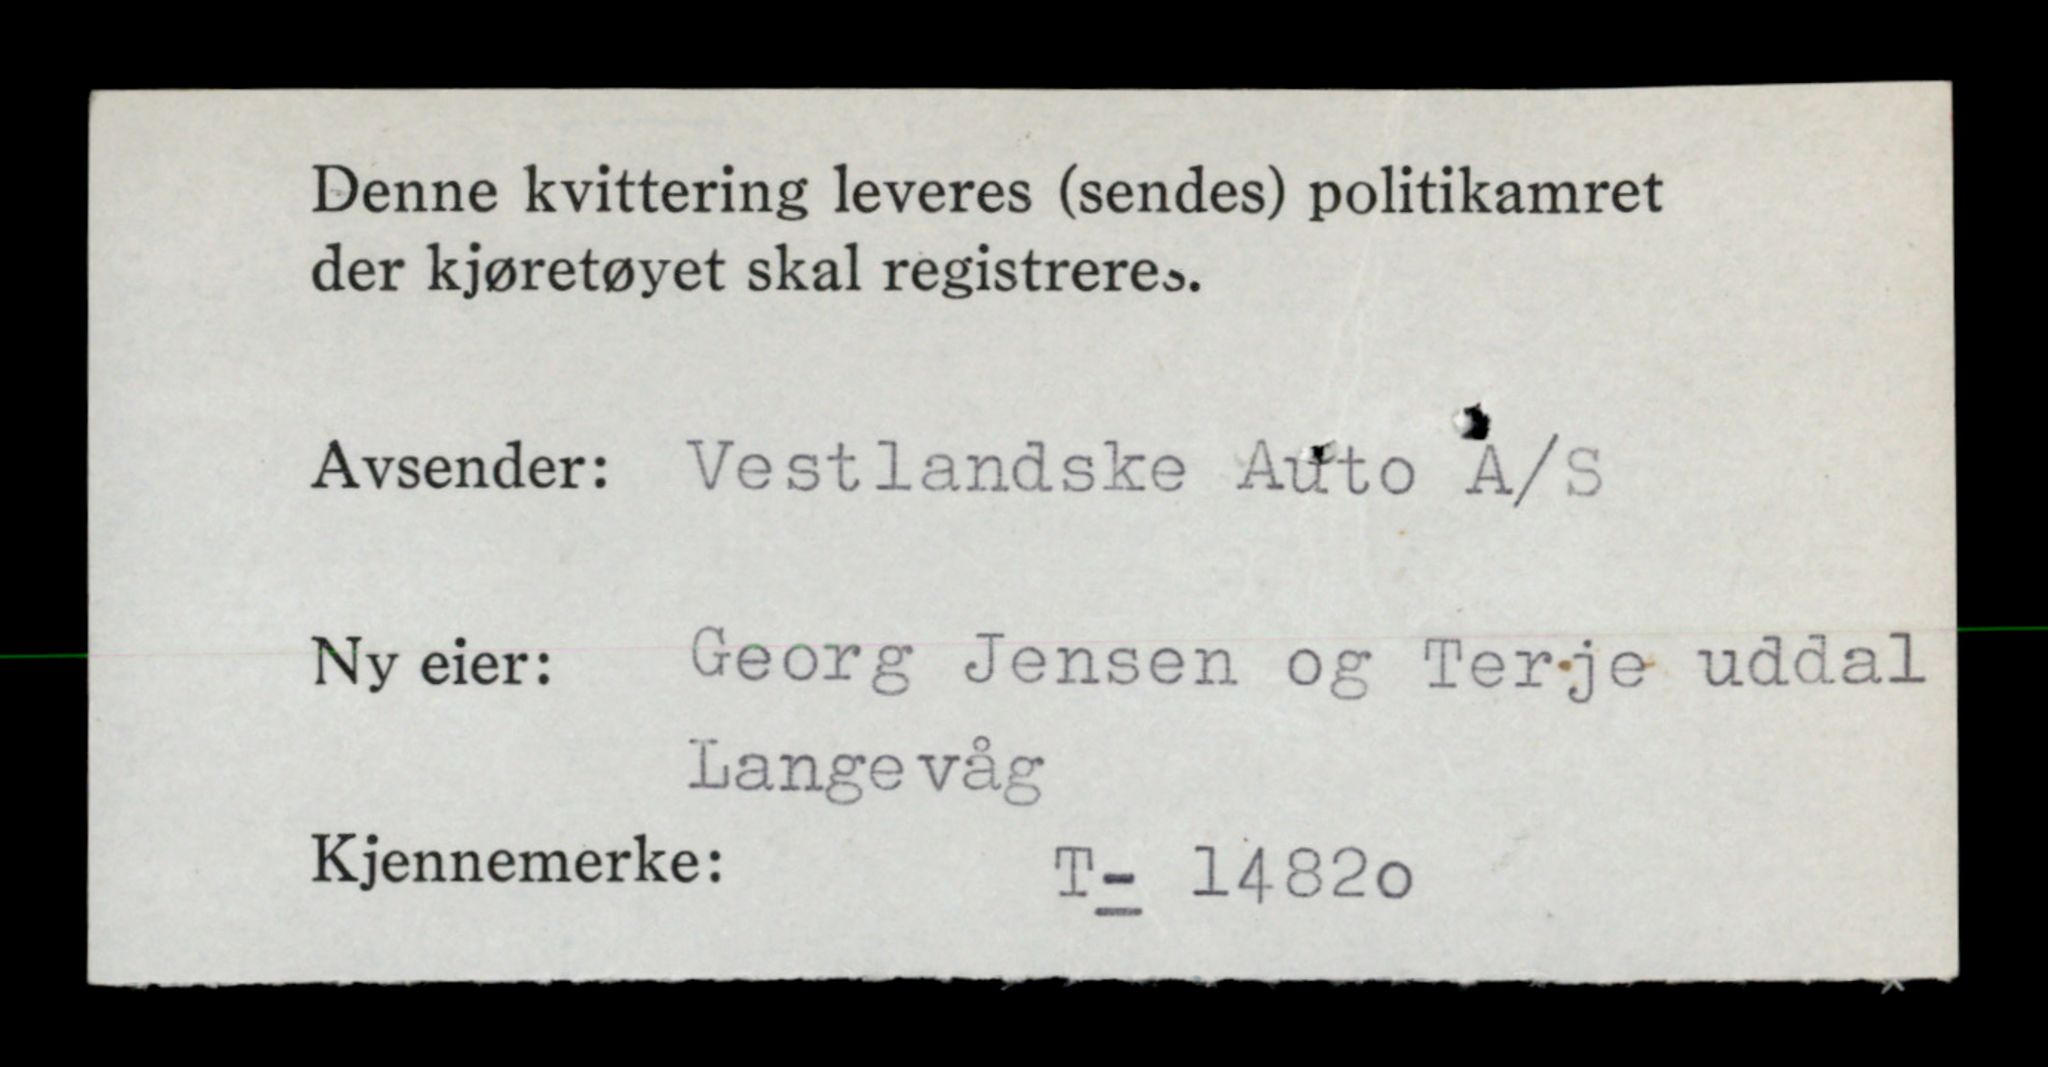 Denne kvittering leveres (sendes) politikamret
der kjøretøyet skal registreres.
Avsender: Vestlandske Auto A/S
Ny eier: Georg Jensen og Terje uddal
Langevåg
Kjennemerke: T- 1482o